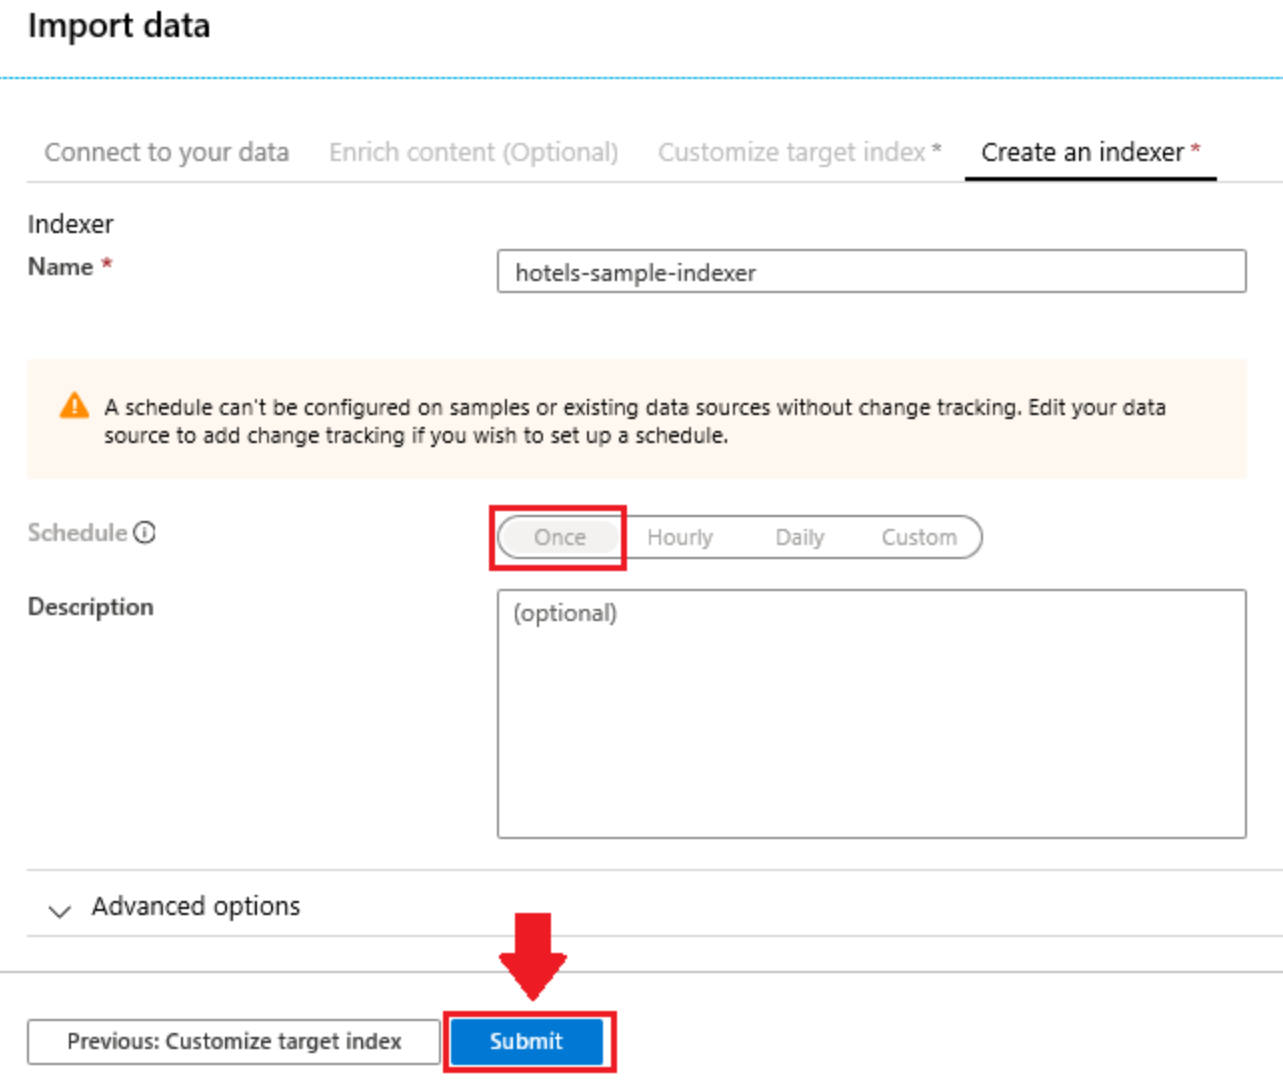 Import data
Connect to your data Enrich content (Optional) Customize target index * Create an indexer *
Indexer
Name *
hotels-sample-indexer
A schedule can't be configured on samples or existing data sources without change tracking. Edit your data
source to add change tracking if you wish to set up a schedule.
Schedule
Once Hourly Daily Custom
Description
(optional)
Advanced options
Previous: Customize target index
Submit